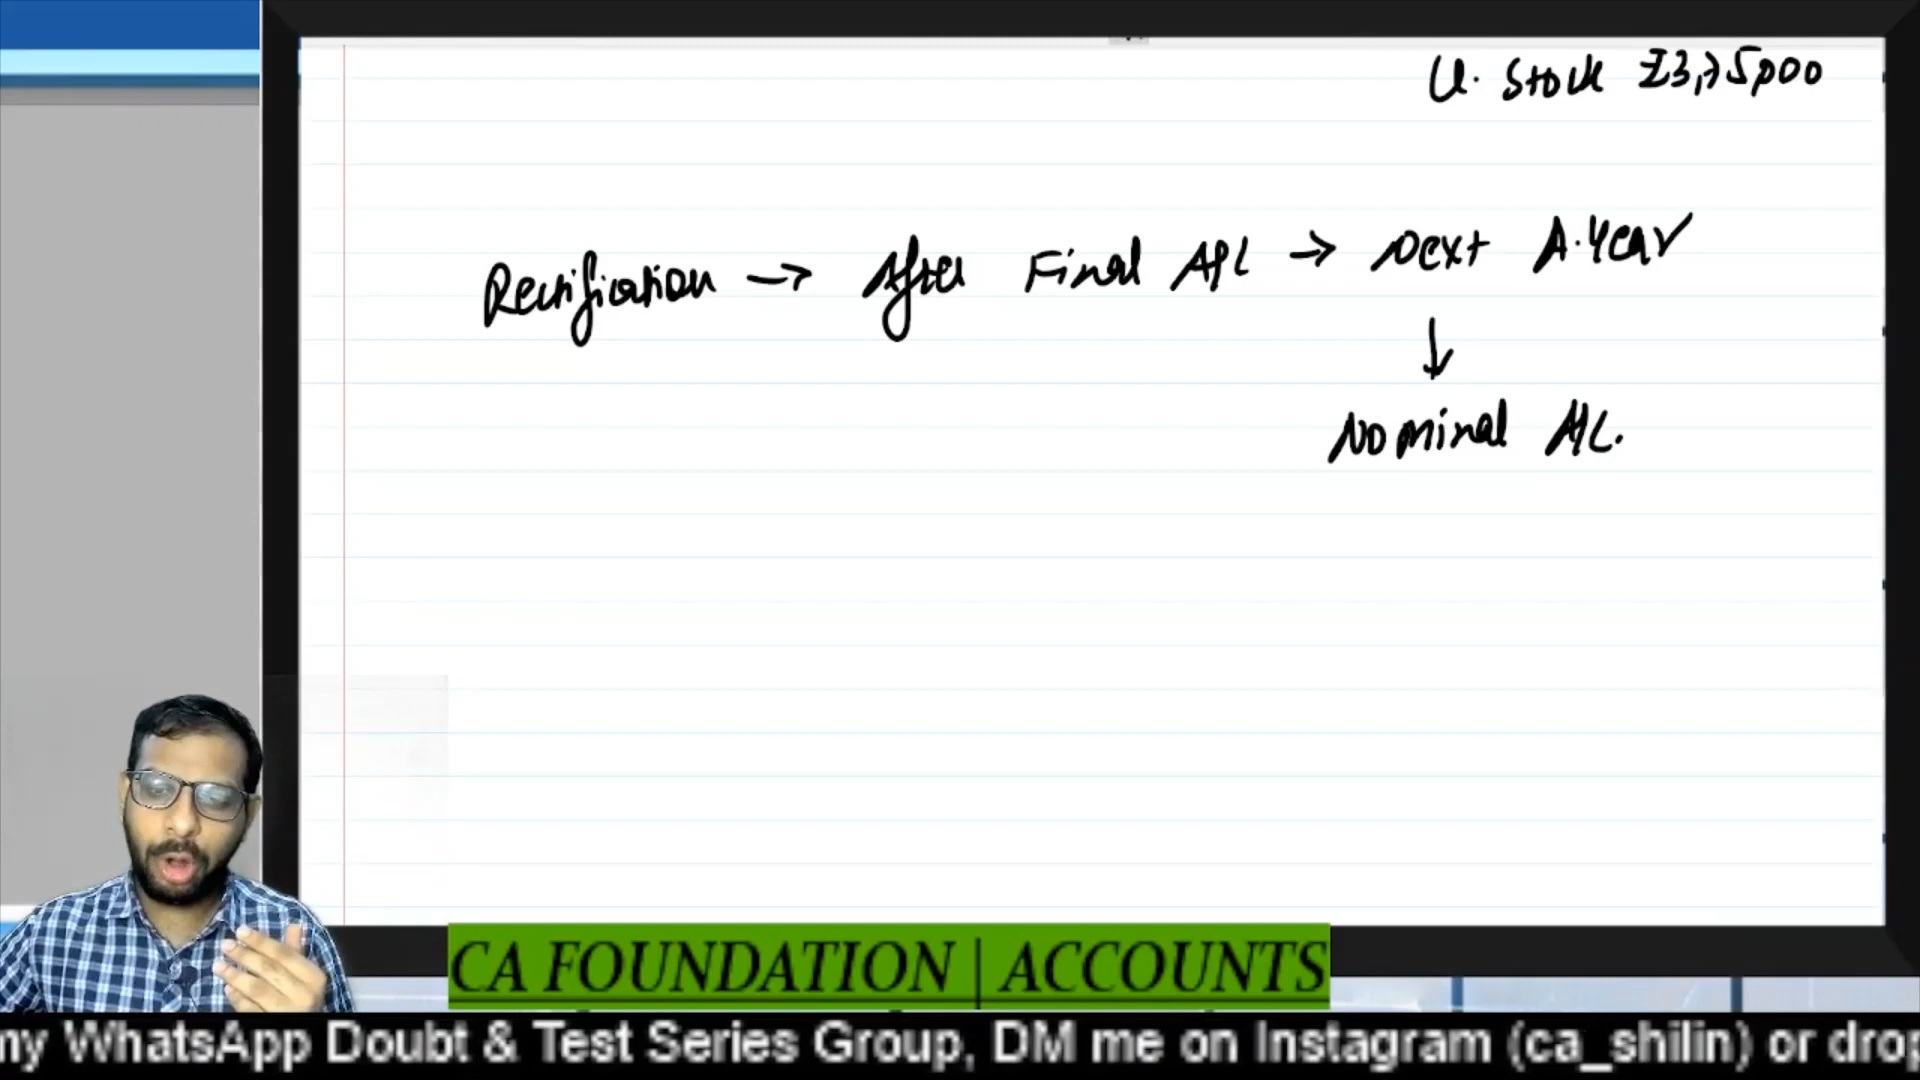 U. Stock ₹3,75,000
Rectification → After Final A/c → Next A.Year
↓
Nominal A/c.
CA FOUNDATION | ACCOUNTS
my WhatsApp Doubt & Test Series Group, DM me on Instagram (ca_shilin) or drop